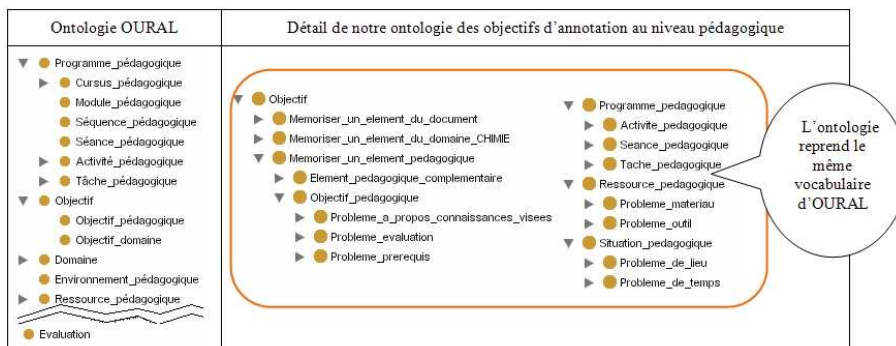 Ontologie OURAL
Détail de notre ontologie des objectifs d'annotation au niveau pédagogique
Programme_pédagogique
Cursus_pédagogique
Module_pédagogique
Séquence_pédagogique
Séance_pédagogique
Activité_pédagogique
Tâche_pédagogique
Objectif
Objectif_pédagogique
Objectif_domaine
Domaine
Environnement_pédagogique
Ressource_pédagogique
Evaluation
Objectif
Memoriser_un_element_du_document
Memoriser_un_element_du_domaine_CHIMIE
Memoriser_un_element_pedagogique
Element_pedagogique_complementaire
Objectif_pedagogique
Probleme_a_propos_connaissances_visees
Probleme_evaluation
Probleme_prerequis
Programme_pedagogique
Activite_pedagogique
Seance_pedagogique
Tache_pedagogique
Ressource_pedagogique
Probleme_materiau
Probleme_outil
Situation_pedagogique
Probleme_de_lieu
Probleme_de_temps
L'ontologie
reprend le
même
vocabulaire
d'OURAL